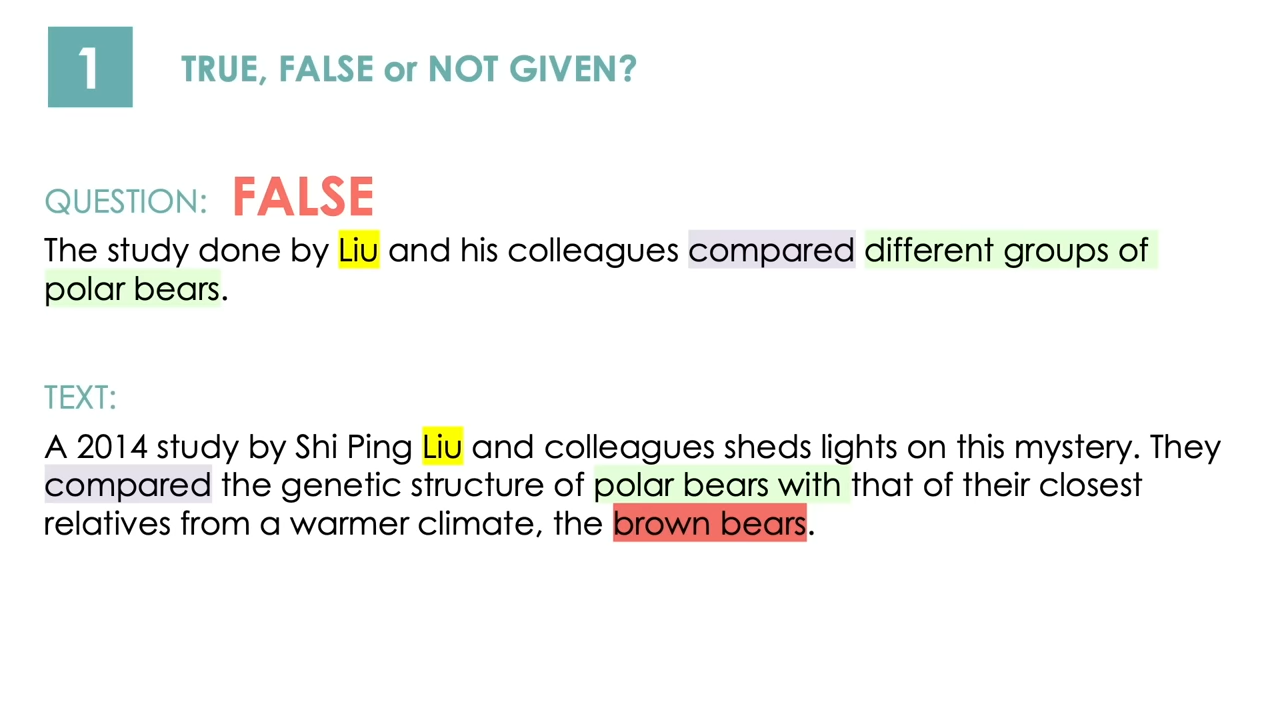 1
TRUE, FALSE or NOT GIVEN?
QUESTION: FALSE
The study done by Liu and his colleagues compared different groups of
polar bears.
TEXT:
A 2014 study by Shi Ping Liu and colleagues sheds lights on this mystery. They
compared the genetic structure of polar bears with that of their closest
relatives from a warmer climate, the brown bears.